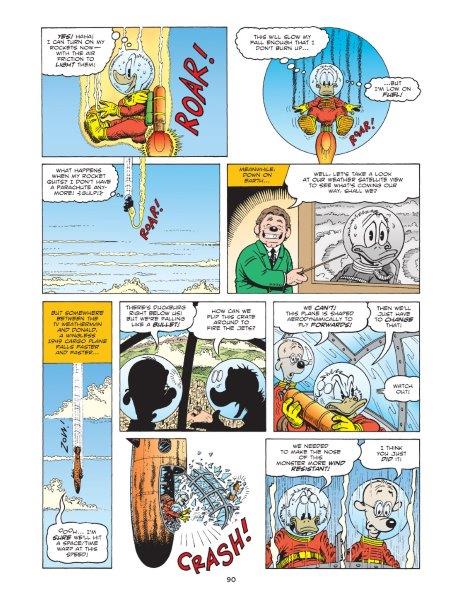 YES! HAHA!
I CAN TURN ON MY
ROCKETS NOW—
WITH THE AIR
FRICTION TO
LIGHT THEM!
ROAR!
THIS WILL SLOW MY
FALL ENOUGH THAT I
DON'T BURN UP...
...BUT
I'M LOW ON
FUEL!
ROAR!
WHAT HAPPENS
WHEN MY ROCKET
QUITS? I DON'T HAVE
A PARACHUTE ANY-
MORE! :GULP!:
ROAR!
MEANWHILE,
DOWN ON
EARTH...
WELL, LET'S TAKE A LOOK
AT OUR WEATHER SATELLITE VIEW
TO SEE WHAT'S COMING OUR
WAY, SHALL WE?
BUT SOMEWHERE
BETWEEN THE
TV WEATHERMAN
AND DONALD,
A WINGLESS
1949 CARGO PLANE
FALLS FASTER
AND FASTER...
ZOW!
OOOH... I'M
SURE WE'LL HIT
A SPACE/TIME
WARP AT THIS
SPEED!
THERE'S DUCKBURG
RIGHT BELOW US!
BUT WE'RE FALLING
LIKE A BULLET!
HOW CAN WE
FLIP THIS CRATE
AROUND TO
FIRE THE JETS?
WE CAN'T!
THIS PLANE IS SHAPED
AERODYNAMICALLY TO
FLY FORWARDS!
THEN WE'LL
JUST HAVE
TO CHANGE
THAT!
WATCH
OUT!
CRASH!
WE NEEDED
TO MAKE THE NOSE
OF THIS
MONSTER MORE WIND
RESISTANT!
I THINK
YOU JUST
DID IT!
90